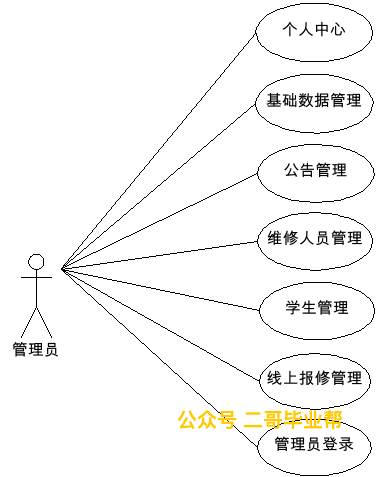 个人中心
基础数据管理
公告管理
维修人员管理
学生管理
管理员
线上报修管理
公众号 二哥毕业帮
管理员登录